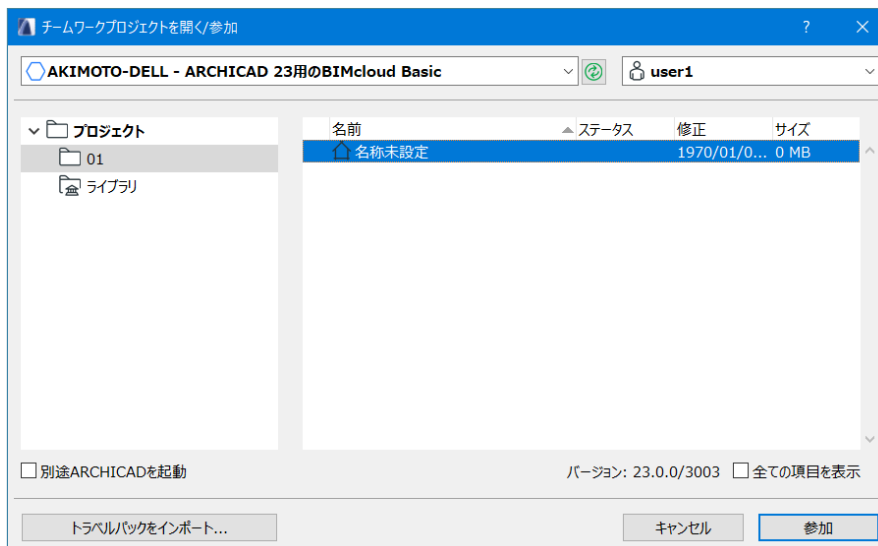 チームワークプロジェクトを開く/参加
AKIMOTO-DELL - ARCHICAD 23用のBIMcloud Basic
user1
プロジェクト
01
ライブラリ
名前 ステータス 修正 サイズ
名称未設定 1970/01/0... 0 MB
別途ARCHICADを起動
バージョン: 23.0.0/3003 全ての項目を表示
トラベルパックをインポート...
キャンセル
参加